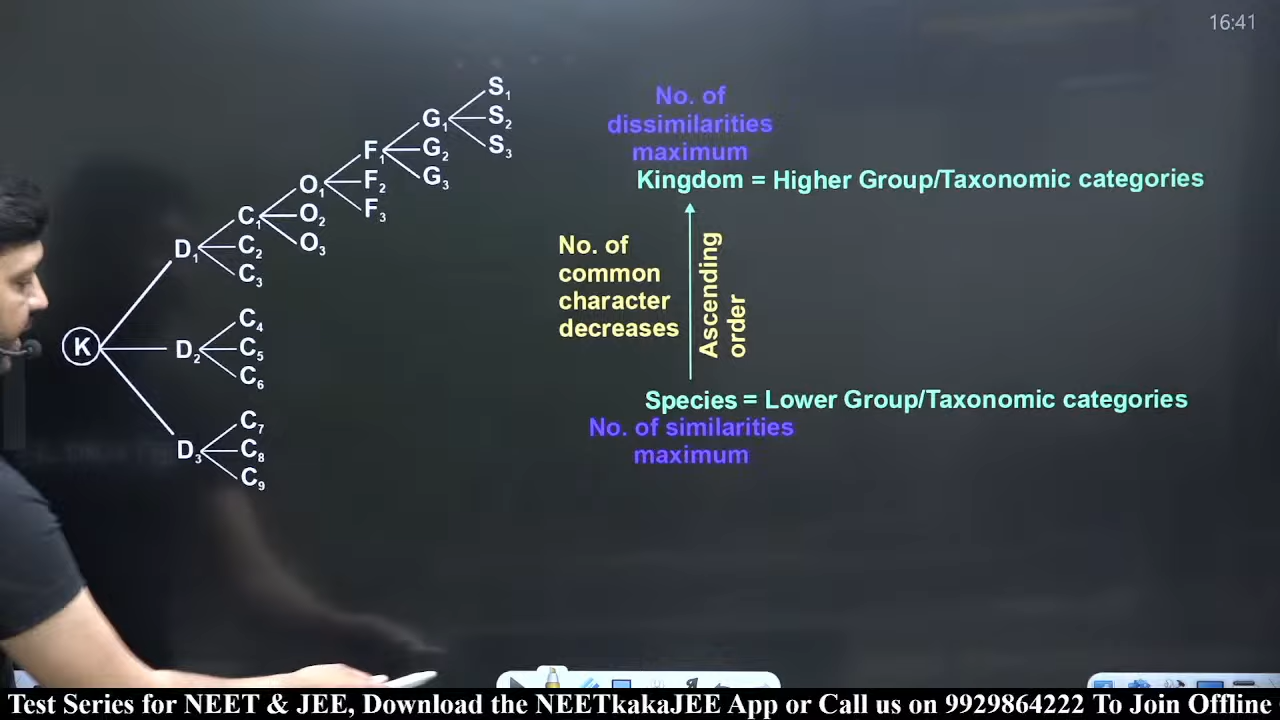 16:41
S1
G1 S2
F1 G2 S3
O1 F2 G3
C1 O2 F3
D1 C2 O3
C3
C4
K D2 C5
C6
C7
D3 C8
C9
No. of
dissimilarities
maximum
Kingdom = Higher Group/Taxonomic categories
No. of
common
character
decreases
Ascending
order
Species = Lower Group/Taxonomic categories
No. of similarities
maximum
Test Series for NEET & JEE, Download the NEETkakaJEE App or Call us on 9929864222 To Join Offline